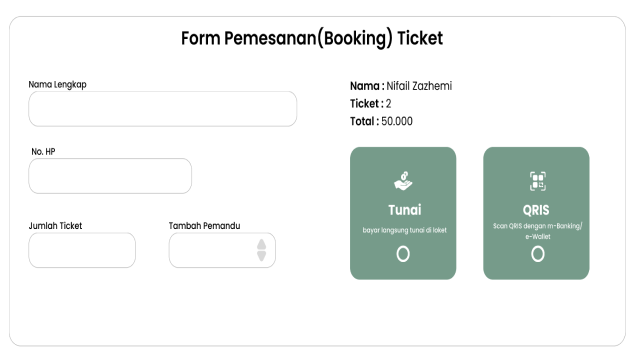 Form Pemesanan(Booking) Ticket
Nama Lengkap
No. HP
Jumlah Ticket
Tambah Pemandu
Nama : Nifail Zazhemi
Ticket : 2
Total : 50.000
Tunai
bayar langsung tunai di loket
QRIS
Scan QRIS dengan m-Banking/
e-Wallet